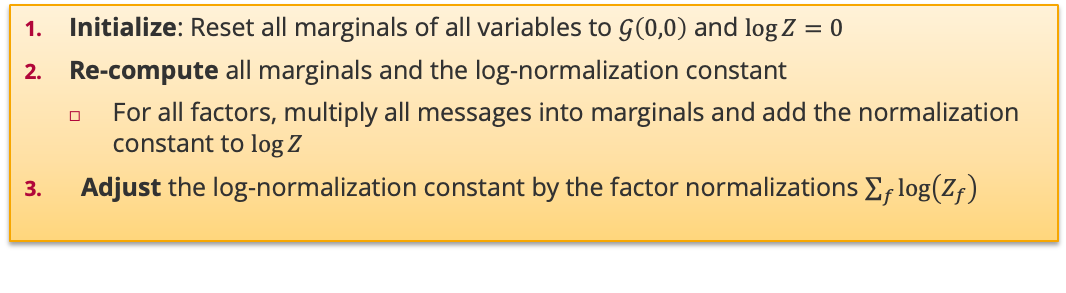 1. Initialize: Reset all marginals of all variables to 𝒢(0,0) and log 𝑍 = 0
2. Re-compute all marginals and the log-normalization constant
□ For all factors, multiply all messages into marginals and add the normalization
constant to log 𝑍
3. Adjust the log-normalization constant by the factor normalizations ∑_𝑓 log(𝑍_𝑓)